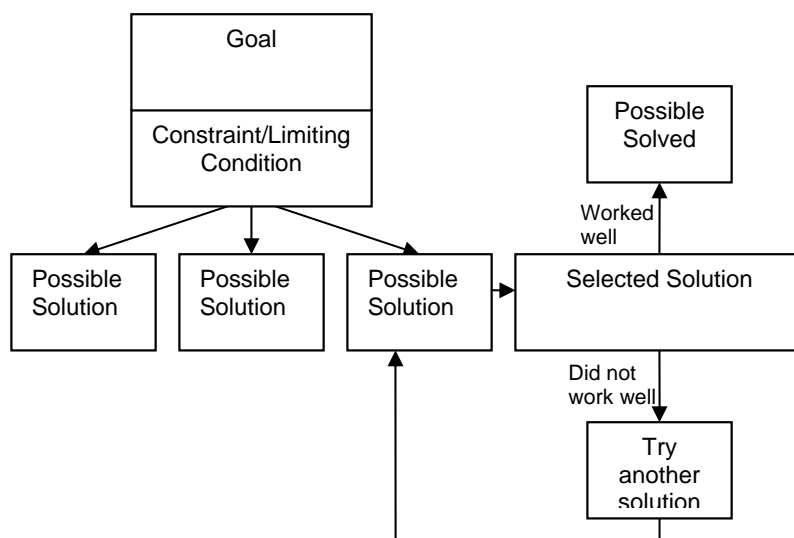 Goal
Constraint/Limiting
Condition
Possible
Solved
Worked
well
Possible
Solution
Possible
Solution
Possible
Solution
Selected Solution
Did not
work well
Try
another
solution